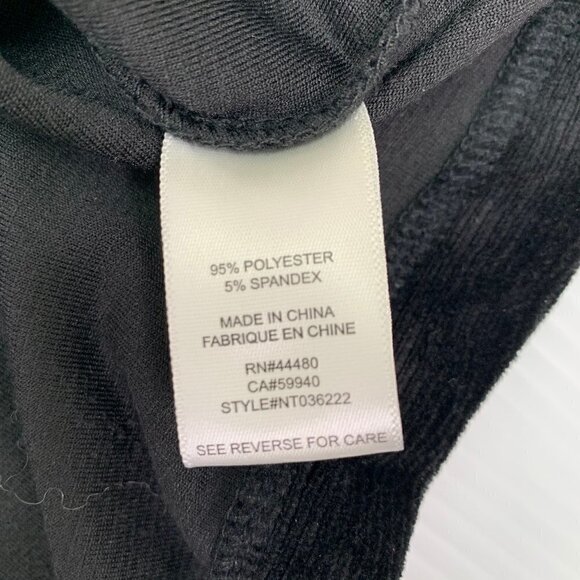 95% POLYESTER
5% SPANDEX
MADE IN CHINA
FABRIQUE EN CHINE
RN#44480
CA#59940
STYLE#NT036222
SEE REVERSE FOR CARE